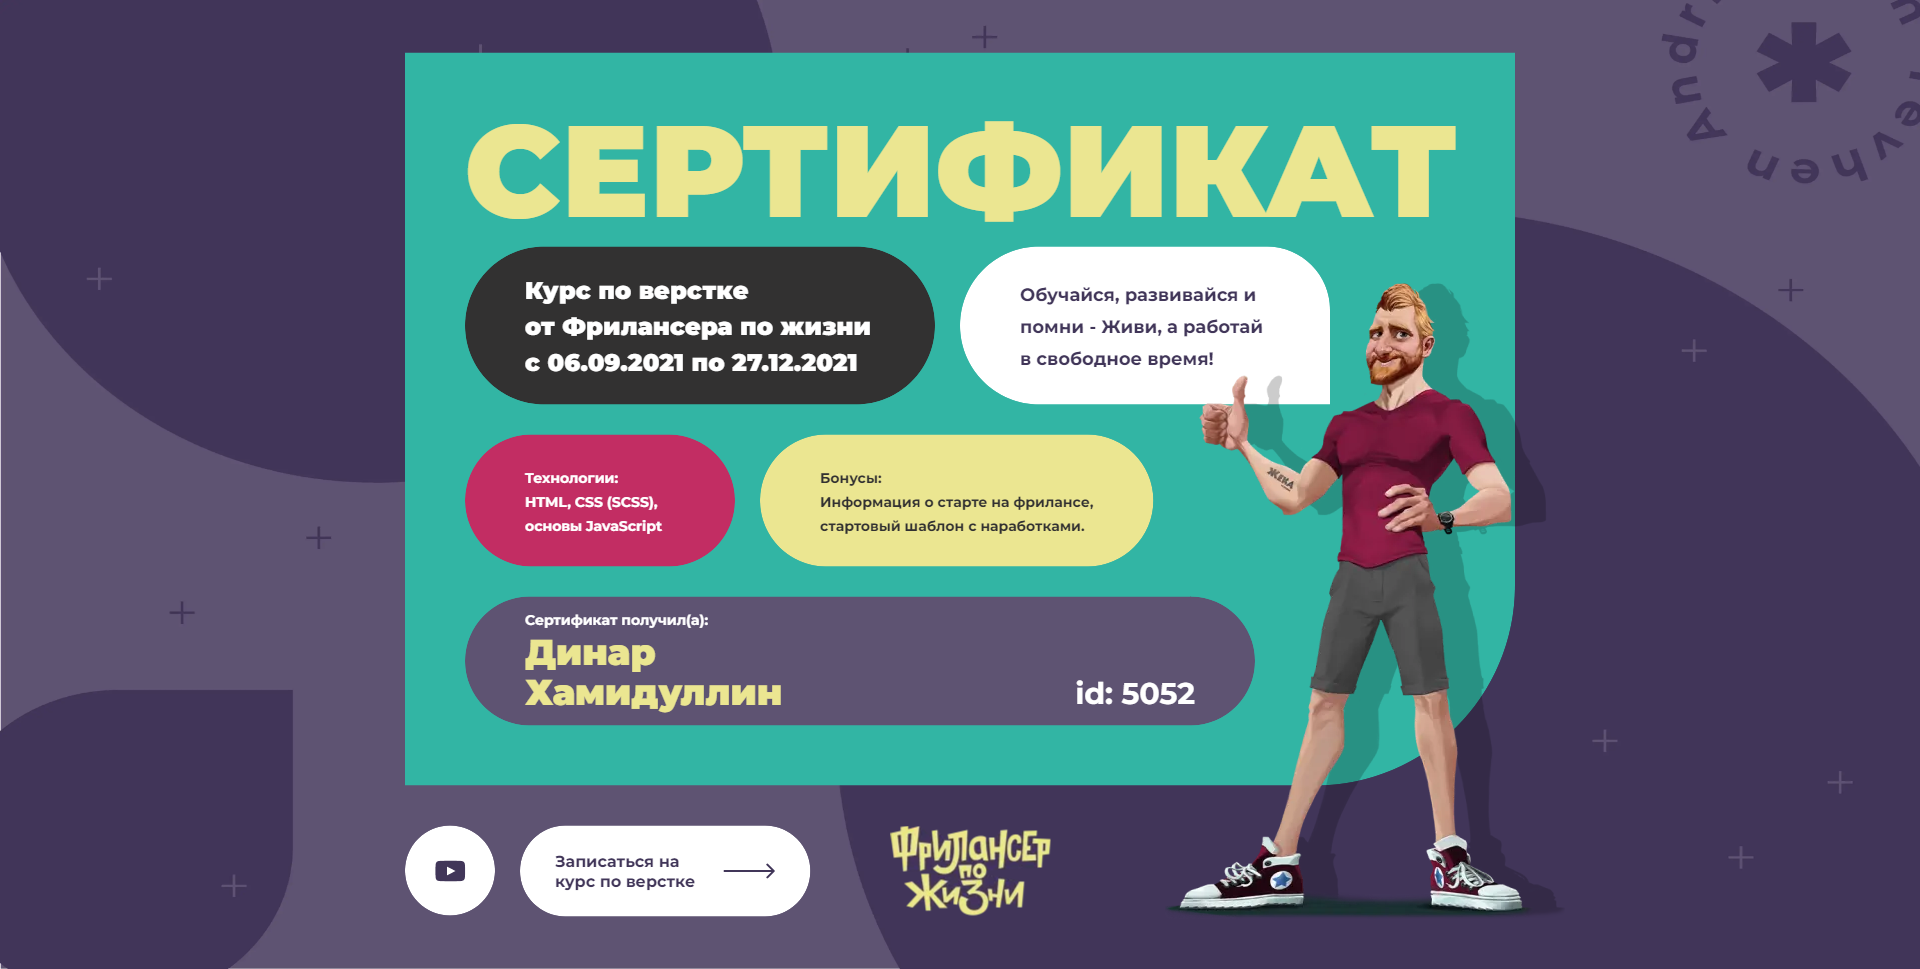 СЕРТИФИКАТ
Курс по верстке
от Фрилансера по жизни
с 06.09.2021 по 27.12.2021
Обучайся, развивайся и
помни - Живи, а работай
в свободное время!
Технологии:
HTML, CSS (SCSS),
основы JavaScript
Бонусы:
Информация о старте на фрилансе,
стартовый шаблон с наработками.
ЖЕКА
Сертификат получил(а):
Динар
Хамидуллин
id: 5052
Записаться на
курс по верстке
Фрилансер
по
жизни